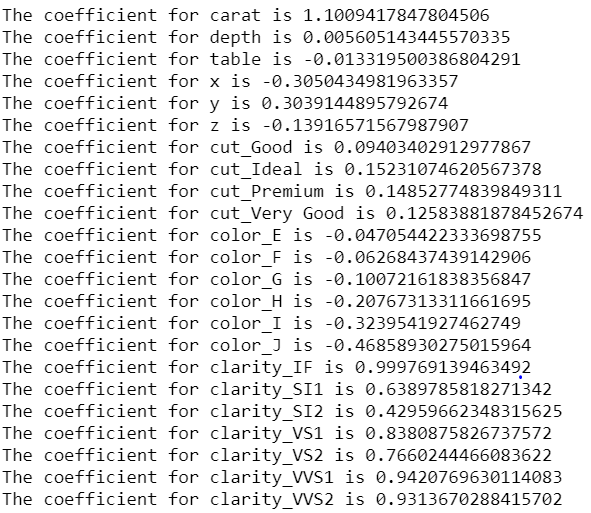 The coefficient for carat is 1.1009417847804506
The coefficient for depth is 0.005605143445570335
The coefficient for table is -0.013319500386804291
The coefficient for x is -0.3050434981963357
The coefficient for y is 0.3039144895792674
The coefficient for z is -0.13916571567987907
The coefficient for cut_Good is 0.09403402912977867
The coefficient for cut_Ideal is 0.15231074620567378
The coefficient for cut_Premium is 0.14852774839849311
The coefficient for cut_Very Good is 0.12583881878452674
The coefficient for color_E is -0.047054422333698755
The coefficient for color_F is -0.06268437439142906
The coefficient for color_G is -0.10072161838356847
The coefficient for color_H is -0.20767313311661695
The coefficient for color_I is -0.3239541927462749
The coefficient for color_J is -0.46858930275015964
The coefficient for clarity_IF is 0.999769139463492
The coefficient for clarity_SI1 is 0.6389785818271342
The coefficient for clarity_SI2 is 0.42959662348315625
The coefficient for clarity_VS1 is 0.8380875826737572
The coefficient for clarity_VS2 is 0.7660244466083622
The coefficient for clarity_VVS1 is 0.9420769630114083
The coefficient for clarity_VVS2 is 0.9313670288415702